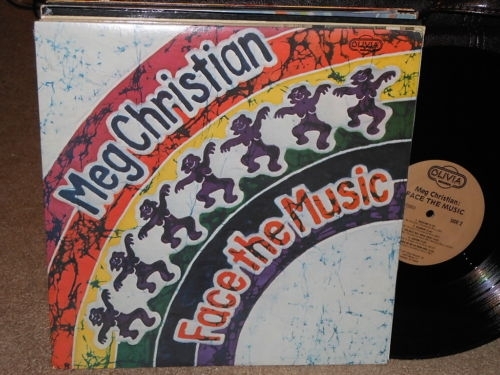 OLIVIA
Meg Christian
Face the Music
OLIVIA
Meg Christian:
FACE THE MUSIC
SIDE 2